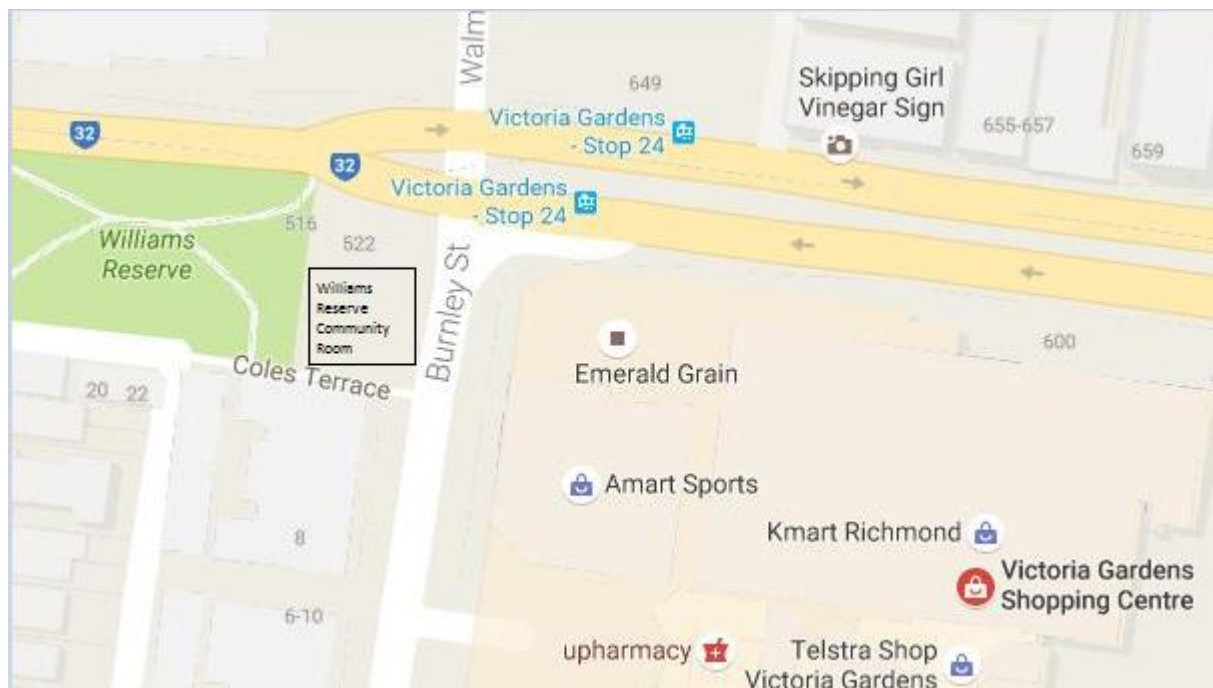 Walm
649
Skipping Girl
Vinegar Sign
655-657
659
32
Victoria Gardens
- Stop 24
32
Victoria Gardens
- Stop 24
516
522
Williams
Reserve
Williams
Reserve
Community
Room
Burnley St
Coles Terrace
20
22
Emerald Grain
600
Amart Sports
Kmart Richmond
Victoria Gardens
Shopping Centre
8
6-10
upharmacy
Telstra Shop
Victoria Gardens